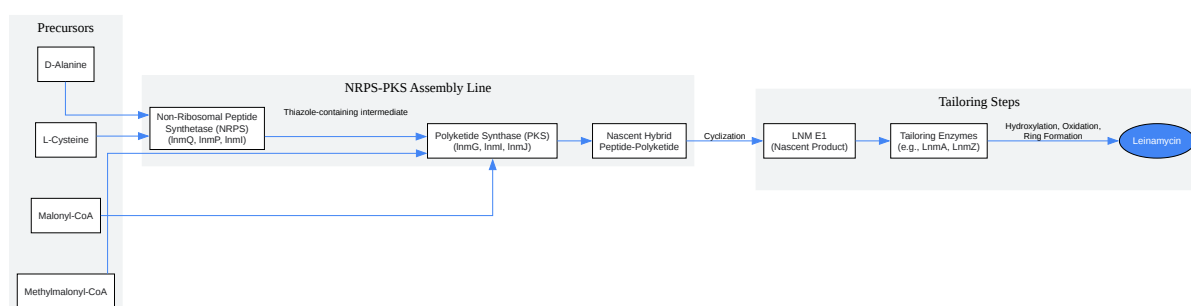 Precursors
D-Alanine
L-Cysteine
Malonyl-CoA
Methylmalonyl-CoA
NRPS-PKS Assembly Line
Non-Ribosomal Peptide
Synthetase (NRPS)
(lnmQ, lnmP, lnmI)
Thiazole-containing intermediate
Polyketide Synthase (PKS)
(lnmG, lnmI, lnmJ)
Nascent Hybrid
Peptide-Polyketide
Cyclization
Tailoring Steps
LNM E1
(Nascent Product)
Tailoring Enzymes
(e.g., LnmA, LnmZ)
Hydroxylation, Oxidation,
Ring Formation
Leinamycin